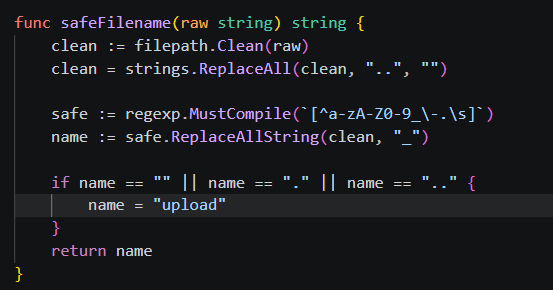 func safeFilename(raw string) string {
    clean := filepath.Clean(raw)
    clean = strings.ReplaceAll(clean, "..", "")

    safe := regexp.MustCompile(`[^a-zA-Z0-9_\-.\s]`)
    name := safe.ReplaceAllString(clean, "_")

    if name == "" || name == "." || name == ".." {
        name = "upload"
    }
    return name
}